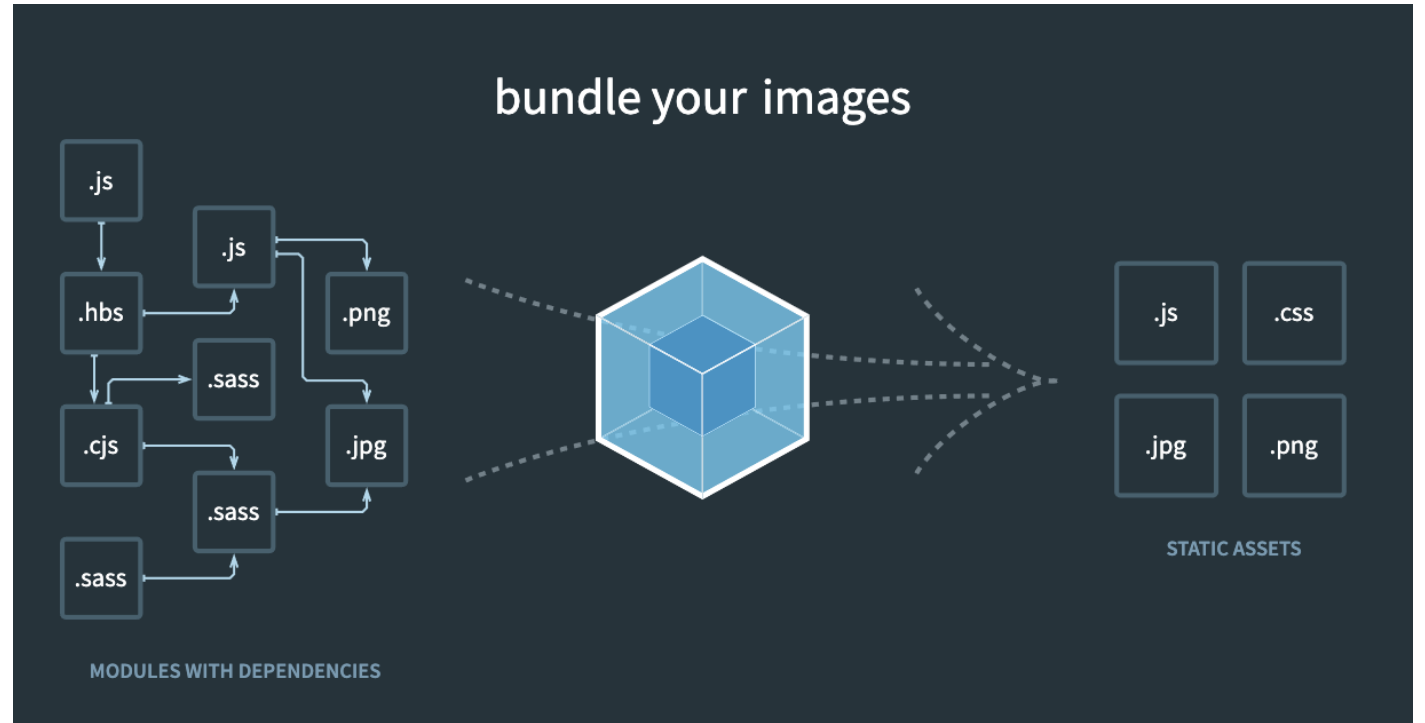 bundle your images
.js
.js
.hbs
.png
.sass
.cjs
.jpg
.sass
.sass
MODULES WITH DEPENDENCIES
.js
.css
.jpg
.png
STATIC ASSETS